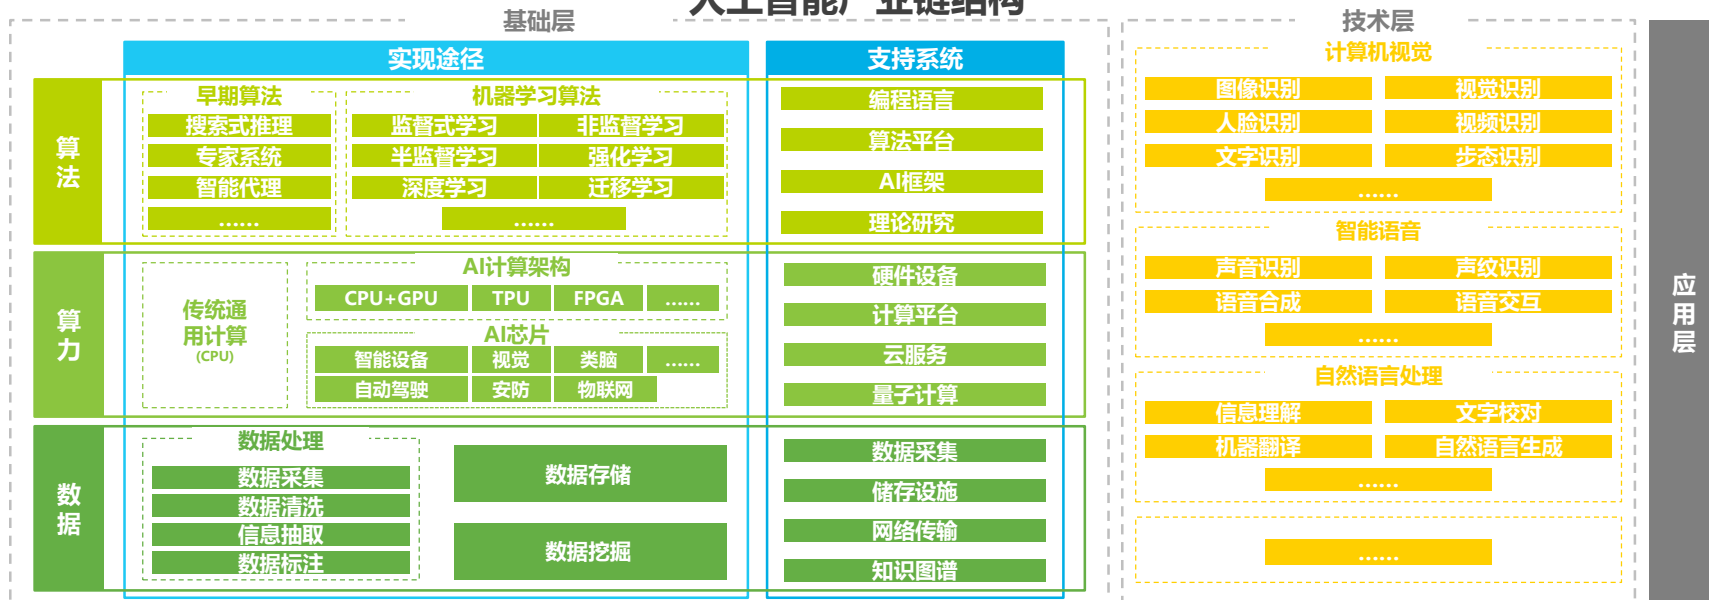 人工智能产业链结构
基础层
技术层
实现途径
支持系统
算
法
早期算法
搜索式推理
专家系统
智能代理
……
机器学习算法
监督式学习
非监督学习
半监督学习
强化学习
深度学习
迁移学习
……
编程语言
算法平台
AI框架
理论研究
算
力
传统通
用计算
(CPU)
AI计算架构
CPU+GPU
TPU
FPGA
……
AI芯片
智能设备
视觉
类脑
……
自动驾驶
安防
物联网
硬件设备
计算平台
云服务
量子计算
数
据
数据处理
数据采集
数据清洗
信息抽取
数据标注
数据存储
数据挖掘
数据采集
储存设施
网络传输
知识图谱
计算机视觉
图像识别
视觉识别
人脸识别
视频识别
文字识别
步态识别
……
智能语音
声音识别
声纹识别
语音合成
语音交互
……
自然语言处理
信息理解
文字校对
机器翻译
自然语言生成
……
……
应
用
层